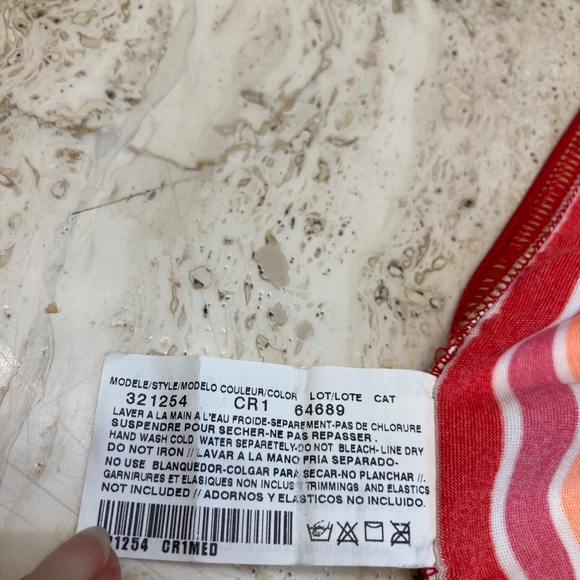 MODELE/STYLE/MODELO COULEUR/COLOR LOT/LOTE CAT
321254 CR1 64689
LAVER A LA MAIN A L'EAU FROIDE-SEPAREMENT-PAS DE CHLORURE
SUSPENDRE POUR SECHER-NE PAS REPASSER.
HAND WASH COLD WATER SEPARETELY-DO NOT BLEACH-LINE DRY
DO NOT IRON // LAVAR A LA MANO FRIA SEPARADO-
NO USE BLANQUEDOR-COLGAR PARA SECAR-NO PLANCHAR //.
GARNIRURES ET ELASIQUES NON INCLUS TRIMMINGS AND ELASTICS
NOT INCLUDED // ADORNOS Y ELASTICOS NO INCLUIDO.
21254 CR1MED